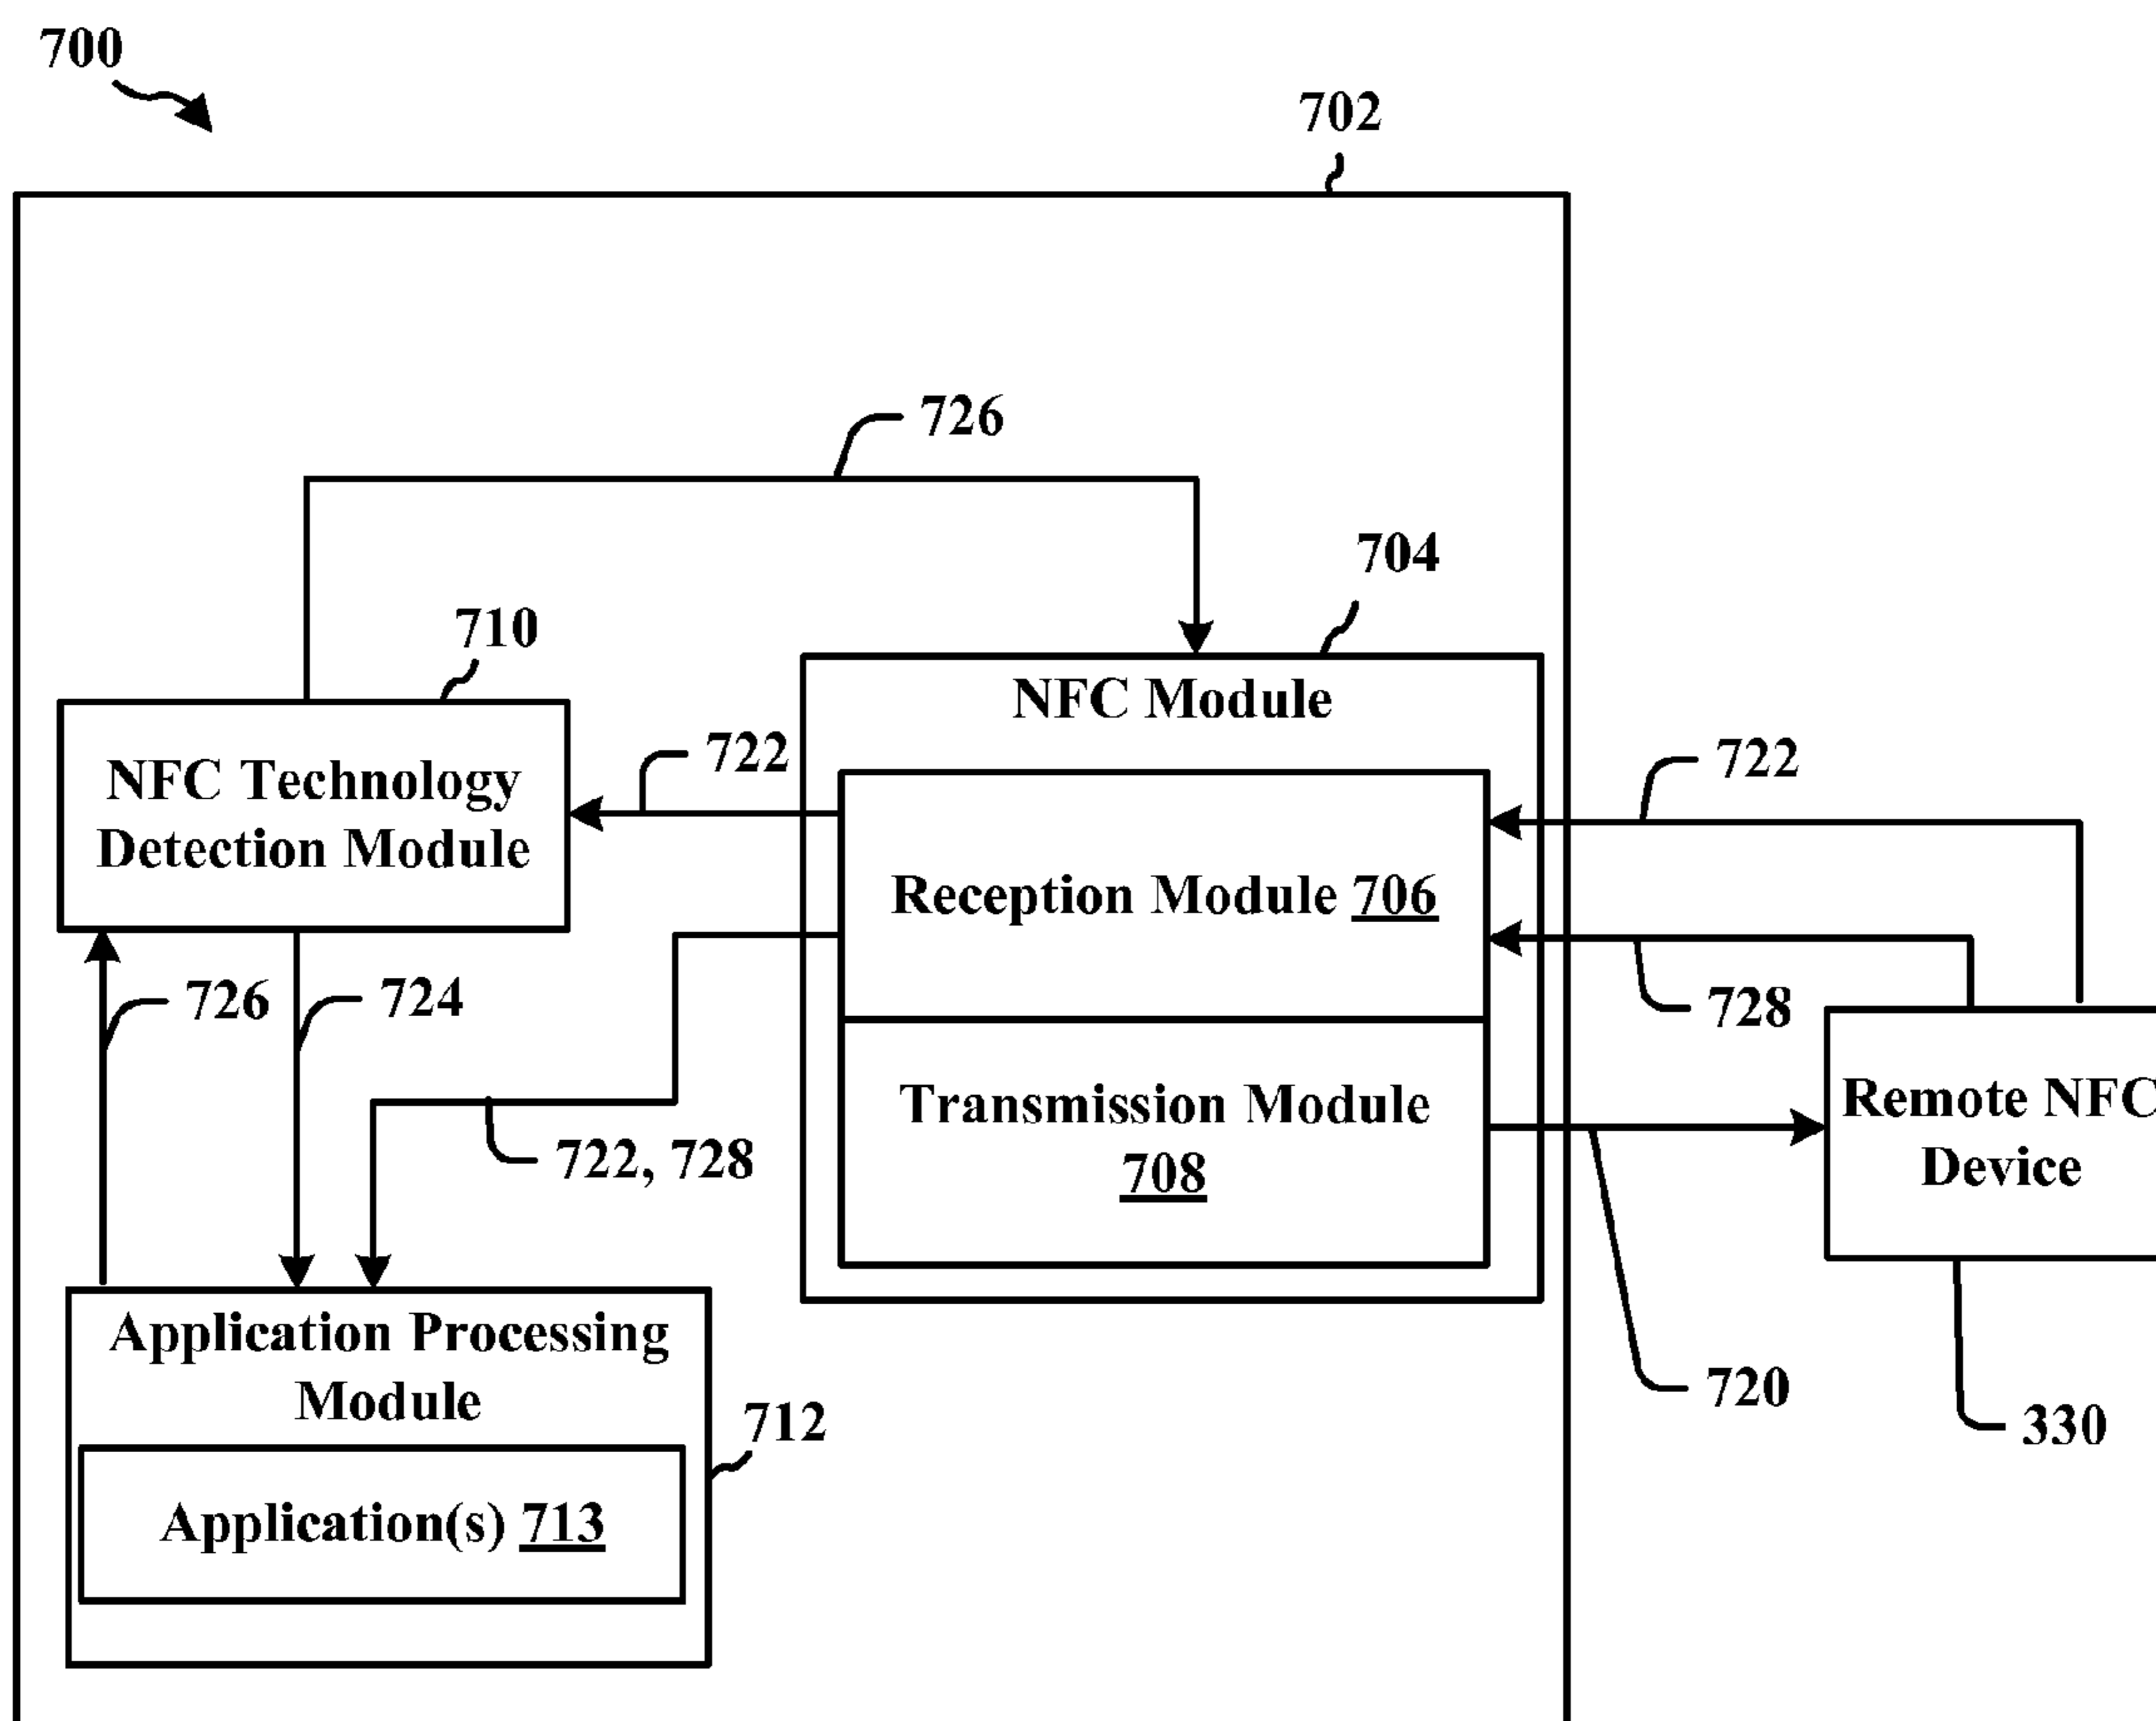 700
702
726
704
710
NFC Module
722
722
NFC Technology
Detection Module
Reception Module 706
726
724
728
Transmission Module
708
722, 728
Remote NFC
Device
Application Processing
Module
712
720
330
Application(s) 713